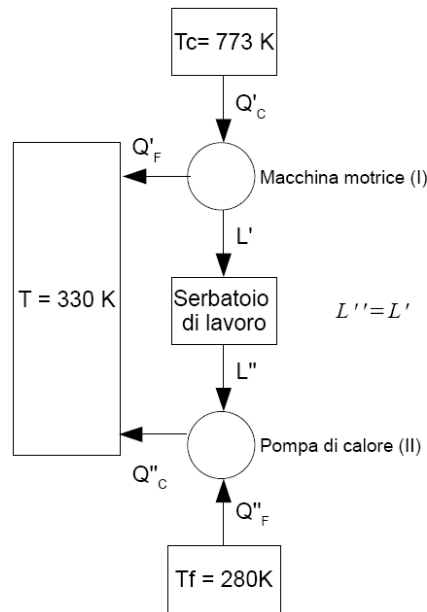 Tc= 773 K
Q'C
Q'F
Macchina motrice (I)
L'
T = 330 K
Serbatoio
di lavoro
L''=L'
L"
Pompa di calore (II)
Q"C
Q"F
Tf = 280K